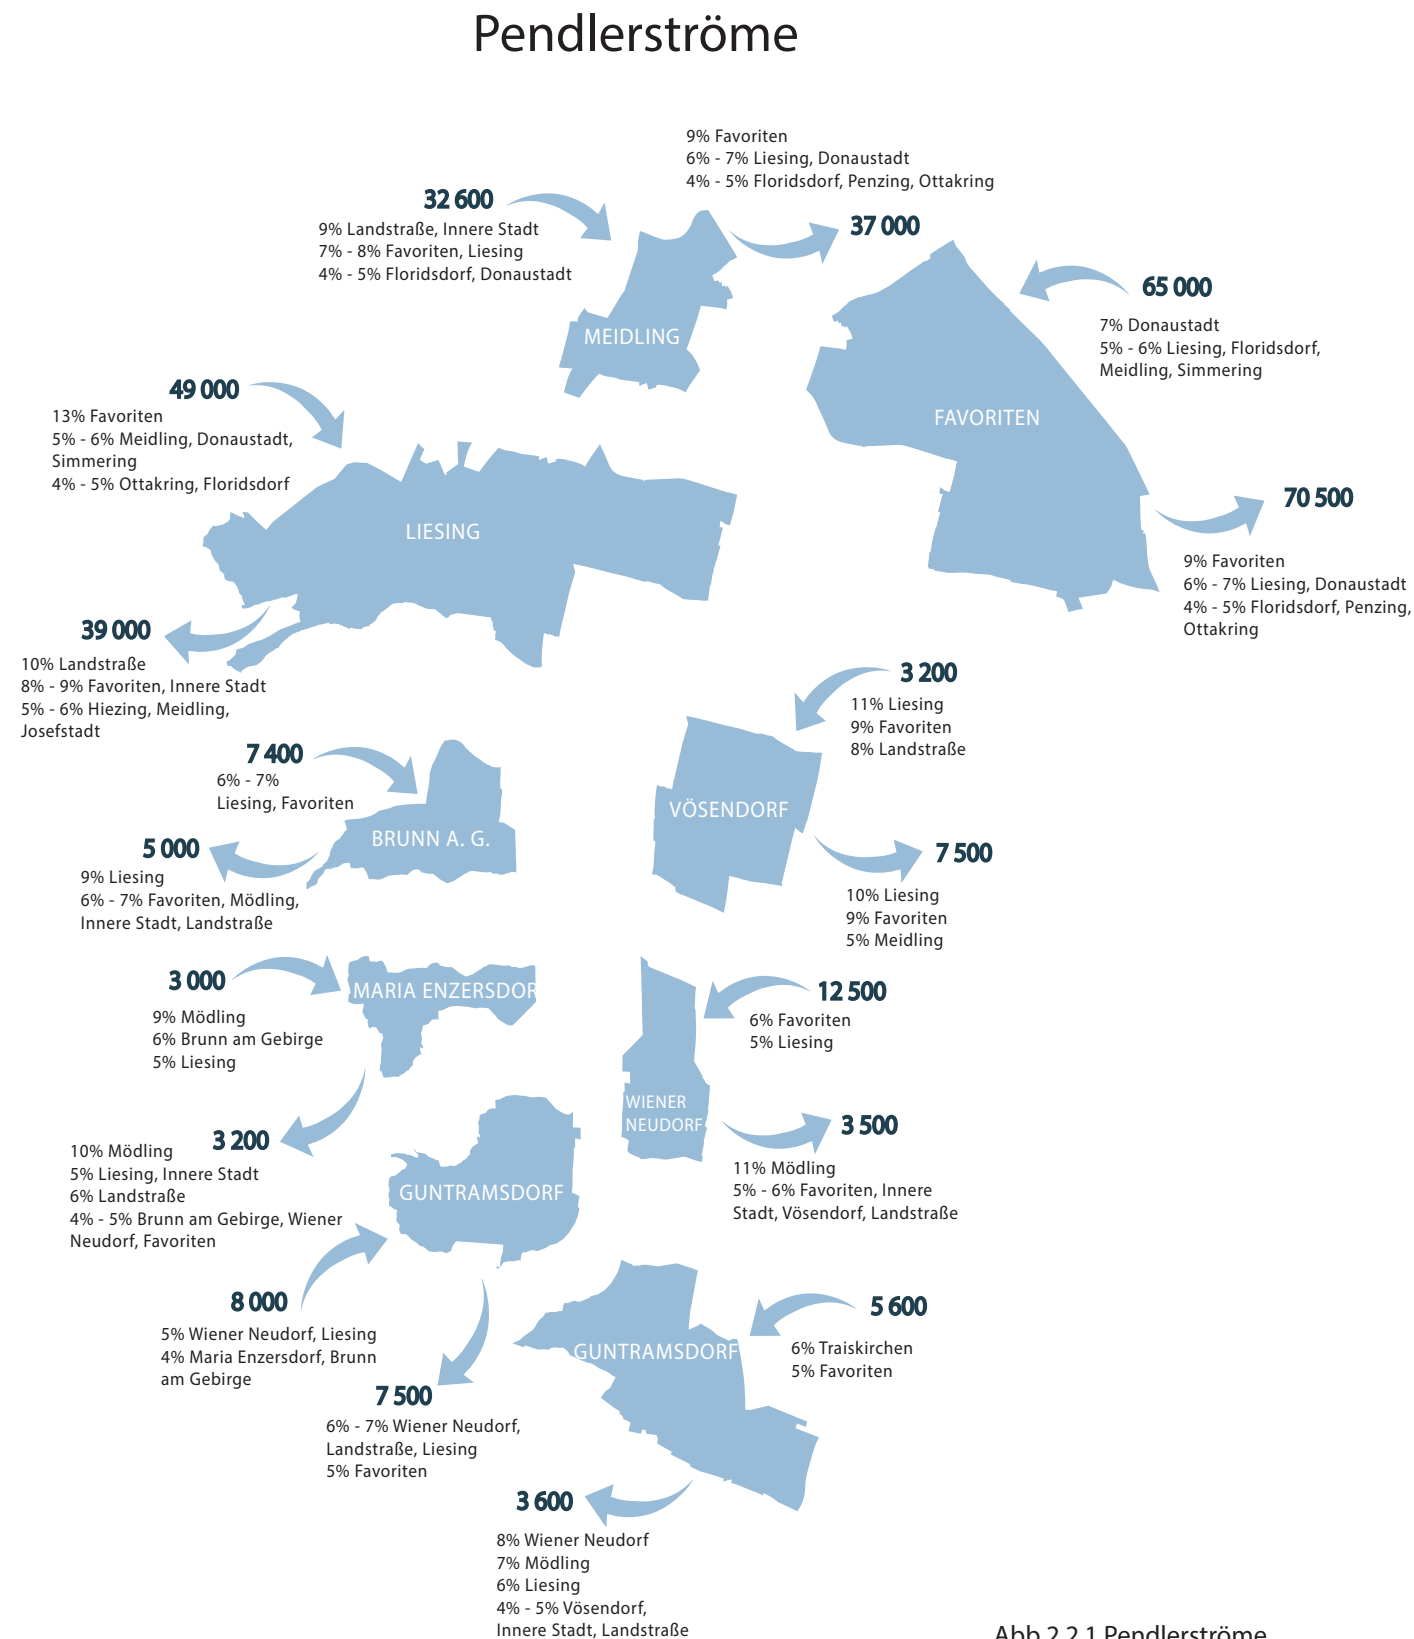 Pendlerströme
9% Favoriten
6% - 7% Liesing, Donaustadt
4% - 5% Floridsdorf, Penzing, Ottakring
37 000
32 600
9% Landstraße, Innere Stadt
7% - 8% Favoriten, Liesing
4% - 5% Floridsdorf, Donaustadt
MEIDLING
65 000
7% Donaustadt
5% - 6% Liesing, Floridsdorf,
Meidling, Simmering
FAVORITEN
70 500
9% Favoriten
6% - 7% Liesing, Donaustadt
4% - 5% Floridsdorf, Penzing,
Ottakring
49 000
13% Favoriten
5% - 6% Meidling, Donaustadt,
Simmering
4% - 5% Ottakring, Floridsdorf
LIESING
39 000
10% Landstraße
8% - 9% Favoriten, Innere Stadt
5% - 6% Hiezing, Meidling,
Josefstadt
3 200
11% Liesing
9% Favoriten
8% Landstraße
VÖSENDORF
7 500
10% Liesing
9% Favoriten
5% Meidling
7 400
6% - 7%
Liesing, Favoriten
BRUNN A. G.
5 000
9% Liesing
6% - 7% Favoriten, Mödling,
Innere Stadt, Landstraße
3 000
9% Mödling
6% Brunn am Gebirge
5% Liesing
MARIA ENZERSDOR
3 200
10% Mödling
5% Liesing, Innere Stadt
6% Landstraße
4% - 5% Brunn am Gebirge, Wiener
Neudorf, Favoriten
12 500
6% Favoriten
5% Liesing
WIENER
NEUDORF
3 500
11% Mödling
5% - 6% Favoriten, Innere
Stadt, Vösendorf, Landstraße
GUNTRAMSDORF
8 000
5% Wiener Neudorf, Liesing
4% Maria Enzersdorf, Brunn
am Gebirge
7 500
6% - 7% Wiener Neudorf,
Landstraße, Liesing
5% Favoriten
GUNTRAMSDORF
5 600
6% Traiskirchen
5% Favoriten
3 600
8% Wiener Neudorf
7% Mödling
6% Liesing
4% - 5% Vösendorf,
Innere Stadt, Landstraße
Abb 2.2.1 Pendlerströme